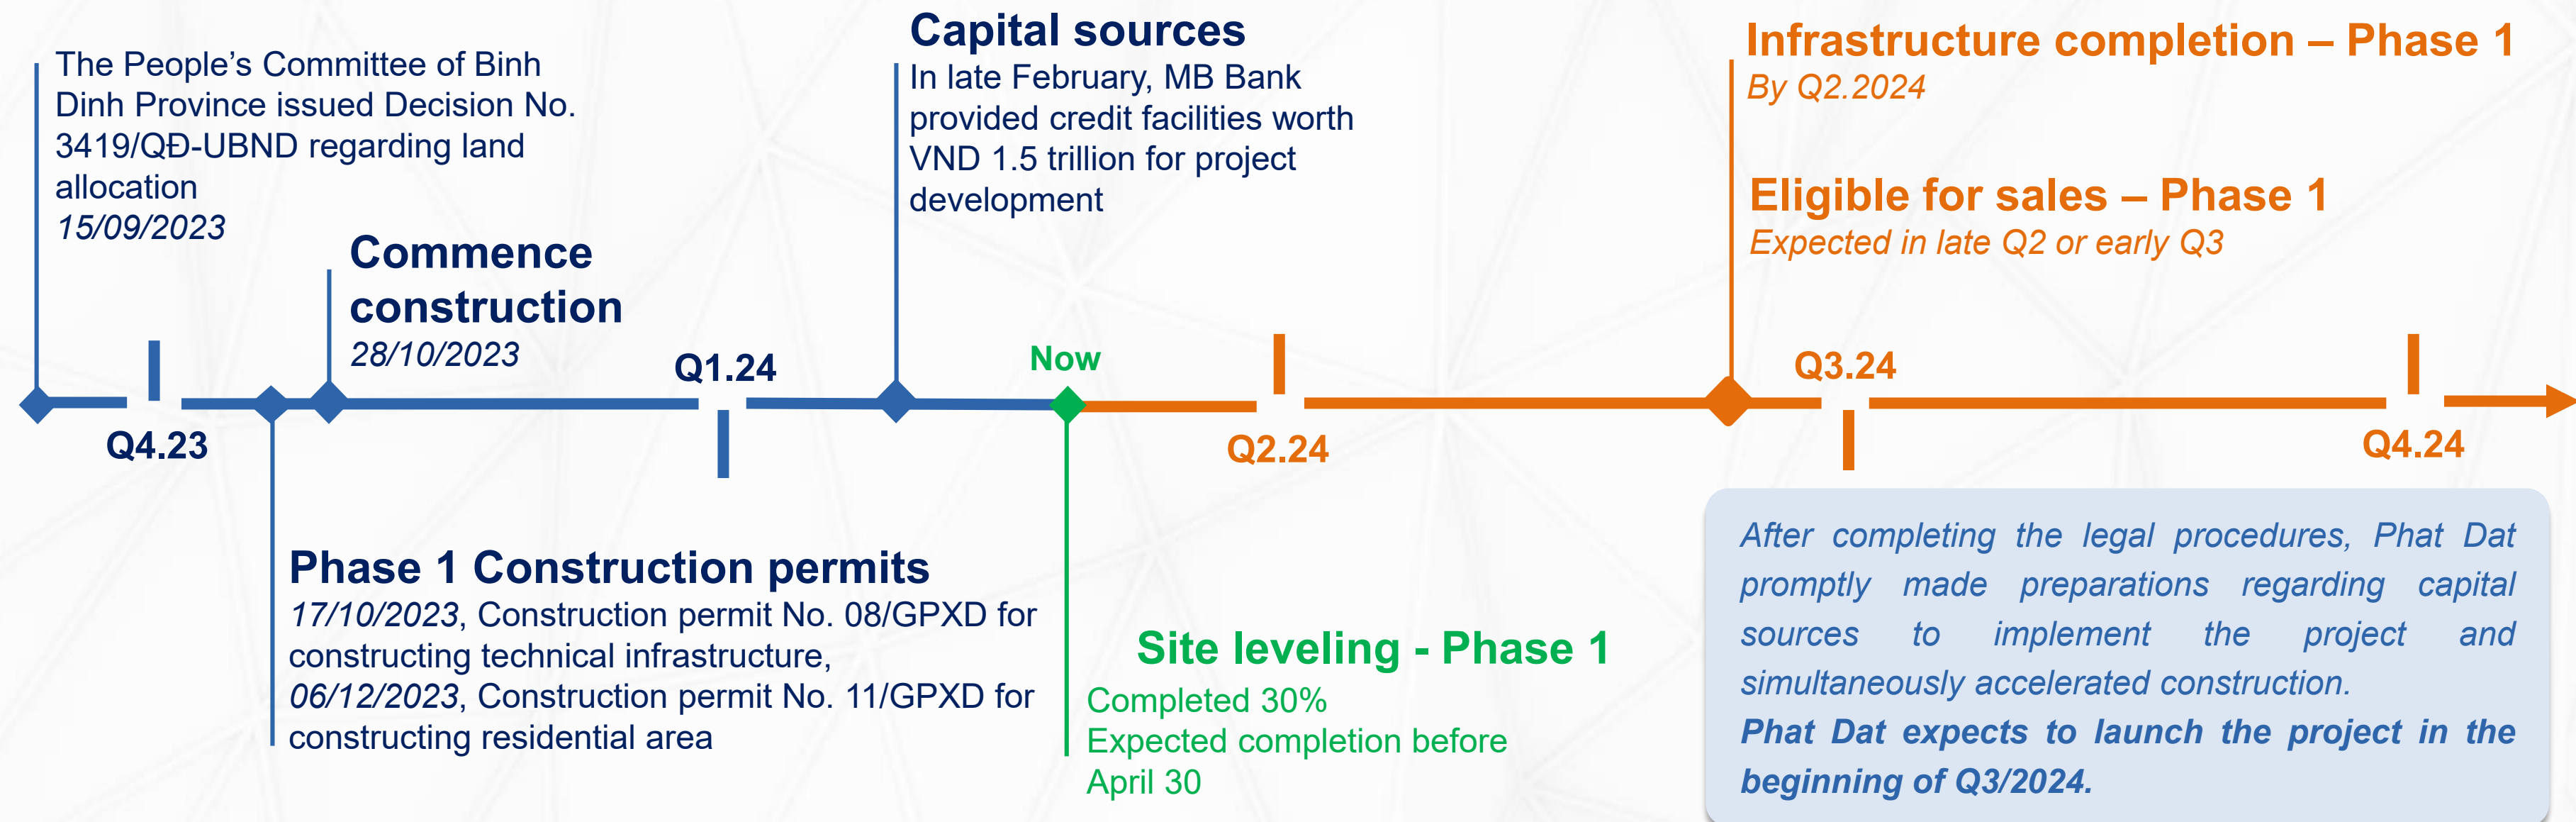 The People’s Committee of Binh
Dinh Province issued Decision No.
3419/QĐ-UBND regarding land
allocation
15/09/2023
Commence
construction
28/10/2023
Capital sources
In late February, MB Bank
provided credit facilities worth
VND 1.5 trillion for project
development
Infrastructure completion – Phase 1
By Q2.2024
Eligible for sales – Phase 1
Expected in late Q2 or early Q3
Q4.23
Q1.24
Now
Q2.24
Q3.24
Q4.24
Phase 1 Construction permits
17/10/2023, Construction permit No. 08/GPXD for
constructing technical infrastructure,
06/12/2023, Construction permit No. 11/GPXD for
constructing residential area
Site leveling - Phase 1
Completed 30%
Expected completion before
April 30
After completing the legal procedures, Phat Dat
promptly made preparations regarding capital
sources to implement the project and
simultaneously accelerated construction.
Phat Dat expects to launch the project in the
beginning of Q3/2024.